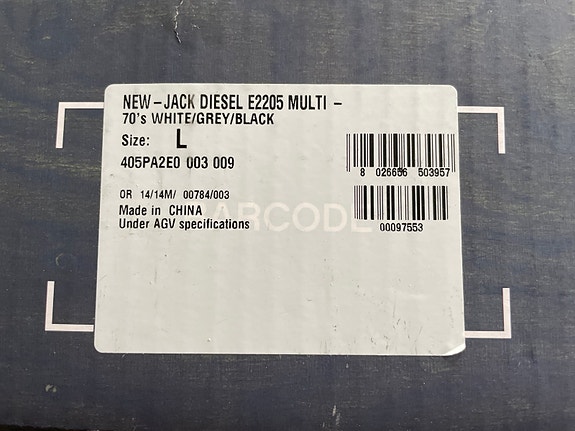 NEW-JACK DIESEL E2205 MULTI -
70's WHITE/GREY/BLACK
Size: L
405PA2E0 003 009
8 026656 503957
OR 14/14M/ 00784/003
Made in CHINA
BARCODE
Under AGV specifications
00097553